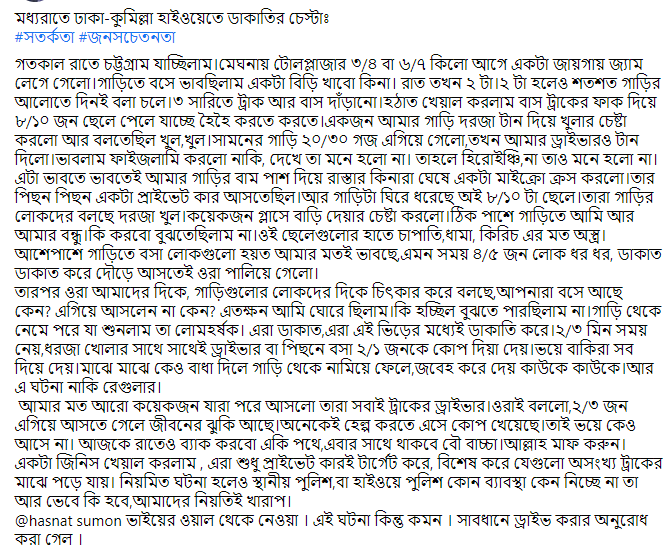 মধ্যরাতে ঢাকা-কুমিল্লা হাইওয়েতে ডাকাতির চেস্টাঃ
#সতর্কতা #জনসচেতনতা
গতকাল রাতে চট্টগ্রাম যাচ্ছিলাম।মেঘনায় টোলপ্লাজার ৩/৪ বা ৬/৭ কিলো আগে একটা জায়গায় জ্যাম
লেগে গেলো।গাড়িতে বসে ভাবছিলাম একটা বিড়ি খাবো কিনা। রাত তখন ২ টা।২ টা হলেও শতশত গাড়ির
আলোতে দিনই বলা চলে।৩ সারিতে ট্রাক আর বাস দাঁড়ানো।হঠাত খেয়াল করলাম বাস ট্রাকের ফাক দিয়ে
৮/১০ জন ছেলে পেলে যাচ্ছে হৈহৈ করতে করতে।একজন আমার গাড়ি দরজা টান দিয়ে খুলার চেষ্টা
করলো আর বলতেছিল খুল,খুল।সামনের গাড়ি ২০/৩০ গজ এগিয়ে গেলো,তখন আমার ড্রাইভারও টান
দিলো।ভাবলাম ফাইজলামি করলো নাকি, দেখে তা মনে হলো না। তাহলে হিরোইঞ্চি,না তাও মনে হলো না।
এটা ভাবতে ভাবতেই আমার গাড়ির বাম পাশ দিয়ে রাস্তার কিনারা ঘেষে একটা মাইক্রো ক্রস করলো।তার
পিছন পিছন একটা প্রাইভেট কার আসতেছিল।আর গাড়িটা ঘিরে ধরেছে অই ৮/১০ টা ছেলে।তারা গাড়ির
লোকদের বলছে দরজা খুল।কয়েকজন গ্লাসে বাড়ি দেয়ার চেষ্টা করলো।ঠিক পাশে গাড়িতে আমি আর
আমার বন্ধু।কি করবো বুঝতেছিলাম না।ওই ছেলেগুলোর হাতে চাপাতি,ধামা, কিরিচ এর মত অস্ত্র।
আশেপাশে গাড়িতে বসা লোকগুলো হয়ত আমার মতই ভাবছে,এমন সময় ৪/৫ জন লোক ধর ধর, ডাকাত
ডাকাত করে দৌড়ে আসতেই ওরা পালিয়ে গেলো।
তারপর ওরা আমাদের দিকে, গাড়িগুলোর লোকদের দিকে চিৎকার করে বলছে,আপনারা বসে আছে
কেন? এগিয়ে আসলেন না কেন? এতক্ষন আমি ঘোরে ছিলাম।কি হচ্ছিল বুঝতে পারছিলাম না।গাড়ি থেকে
নেমে পরে যা শুনলাম তা লোমহর্ষক। এরা ডাকাত,এরা এই ভিড়ের মধ্যেই ডাকাতি করে।২/৩ মিন সময়
নেয়,ধরজা খোলার সাথে সাথেই ড্রাইভার বা পিছনে বসা ২/১ জনকে কোপ দিয়া দেয়।ভয়ে বাকিরা সব
দিয়ে দেয়।মাঝে মাঝে কেও বাধা দিলে গাড়ি থেকে নামিয়ে ফেলে,জবেহ করে দেয় কাউকে কাউকে।আর
এ ঘটনা নাকি রেগুলার।
আমার মত আরো কয়েকজন যারা পরে আসলো তারা সবাই ট্রাকের ড্রাইভার।ওরাই বললো,২/৩ জন
এগিয়ে আসতে গেলে জীবনের ঝুকি আছে।অনেকেই হেল্প করতে এসে কোপ খেয়েছে।তাই ভয়ে কেও
আসে না। আজকে রাতেও ব্যাক করবো একি পথে,এবার সাথে থাকবে বৌ বাচ্চা।আল্লাহ মাফ করুন।
একটা জিনিস খেয়াল করলাম , এরা শুধু প্রাইভেট কারই টার্গেট করে, বিশেষ করে যেগুলো অসংখ্য ট্রাকের
মাঝে পড়ে যায়। নিয়মিত ঘটনা হলেও স্থানীয় পুলিশ,বা হাইওয়ে পুলিশ কোন ব্যাবস্থা কেন নিচ্ছে না তা
আর ভেবে কি হবে,আমাদের নিয়তিই খারাপ।
@hasnat sumon ভাইয়ের ওয়াল থেকে নেওয়া । এই ঘটনা কিন্তু কমন । সাবধানে ড্রাইভ করার অনুরোধ
করা গেল ।